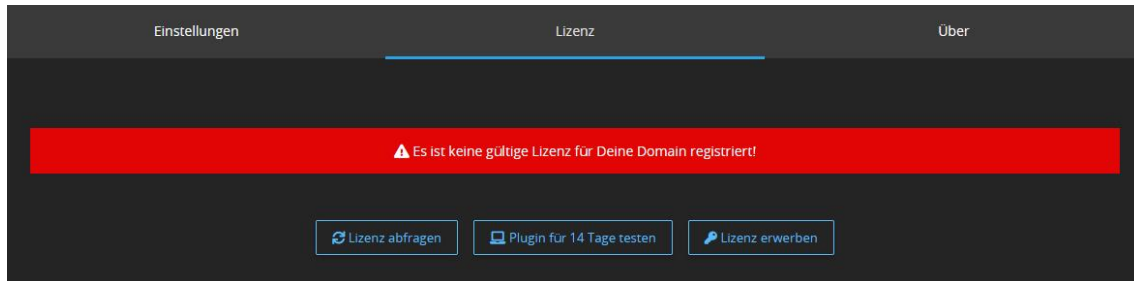 Einstellungen Lizenz Über
Es ist keine gültige Lizenz für Deine Domain registriert!
Lizenz abfragen Plugin für 14 Tage testen Lizenz erwerben